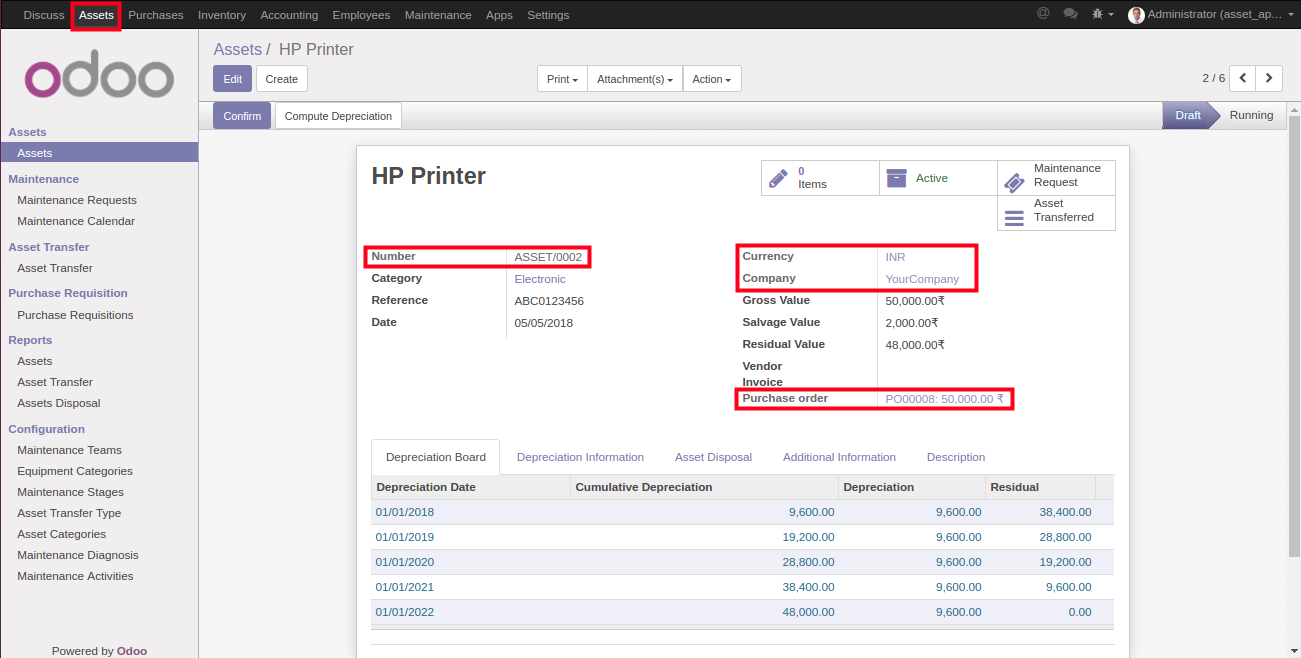 Discuss Assets Purchases Inventory Accounting Employees Maintenance Apps Settings @ Administrator (asset_ap...
odoo
Assets / HP Printer
Edit Create Print Attachment(s) Action 2 / 6
Confirm Compute Depreciation Draft Running
Assets
Assets
Maintenance
Maintenance Requests
Maintenance Calendar
Asset Transfer
Asset Transfer
Purchase Requisition
Purchase Requisitions
Reports
Assets
Asset Transfer
Assets Disposal
Configuration
Maintenance Teams
Equipment Categories
Maintenance Stages
Asset Transfer Type
Asset Categories
Maintenance Diagnosis
Maintenance Activities
Powered by Odoo
HP Printer
0
Items
Active
Maintenance
Request
Asset
Transferred
Number ASSET/0002
Category Electronic
Reference ABC0123456
Date 05/05/2018
Currency INR
Company YourCompany
Gross Value 50,000.00₹
Salvage Value 2,000.00₹
Residual Value 48,000.00₹
Vendor
Invoice
Purchase order PO00008: 50,000.00 ₹
Depreciation Board Depreciation Information Asset Disposal Additional Information Description
Depreciation Date Cumulative Depreciation Depreciation Residual
01/01/2018 9,600.00 9,600.00 38,400.00
01/01/2019 19,200.00 9,600.00 28,800.00
01/01/2020 28,800.00 9,600.00 19,200.00
01/01/2021 38,400.00 9,600.00 9,600.00
01/01/2022 48,000.00 9,600.00 0.00